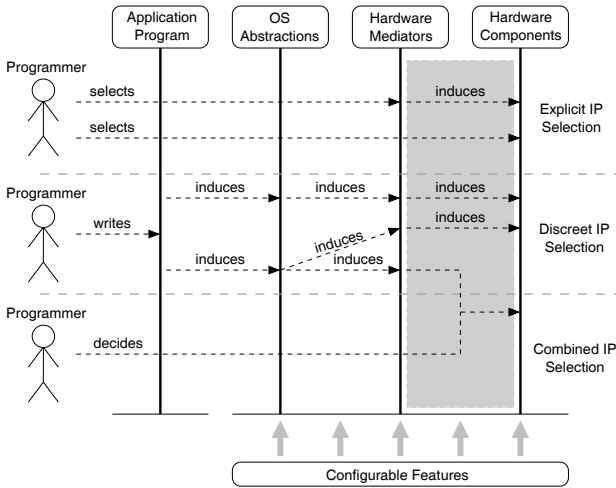 Application
Program
OS
Abstractions
Hardware
Mediators
Hardware
Components
Programmer
selects
induces
Explicit IP
Selection
selects
Programmer
induces
induces
induces
writes
induces
induces
Discreet IP
Selection
induces
induces
Programmer
decides
Combined IP
Selection
Configurable Features